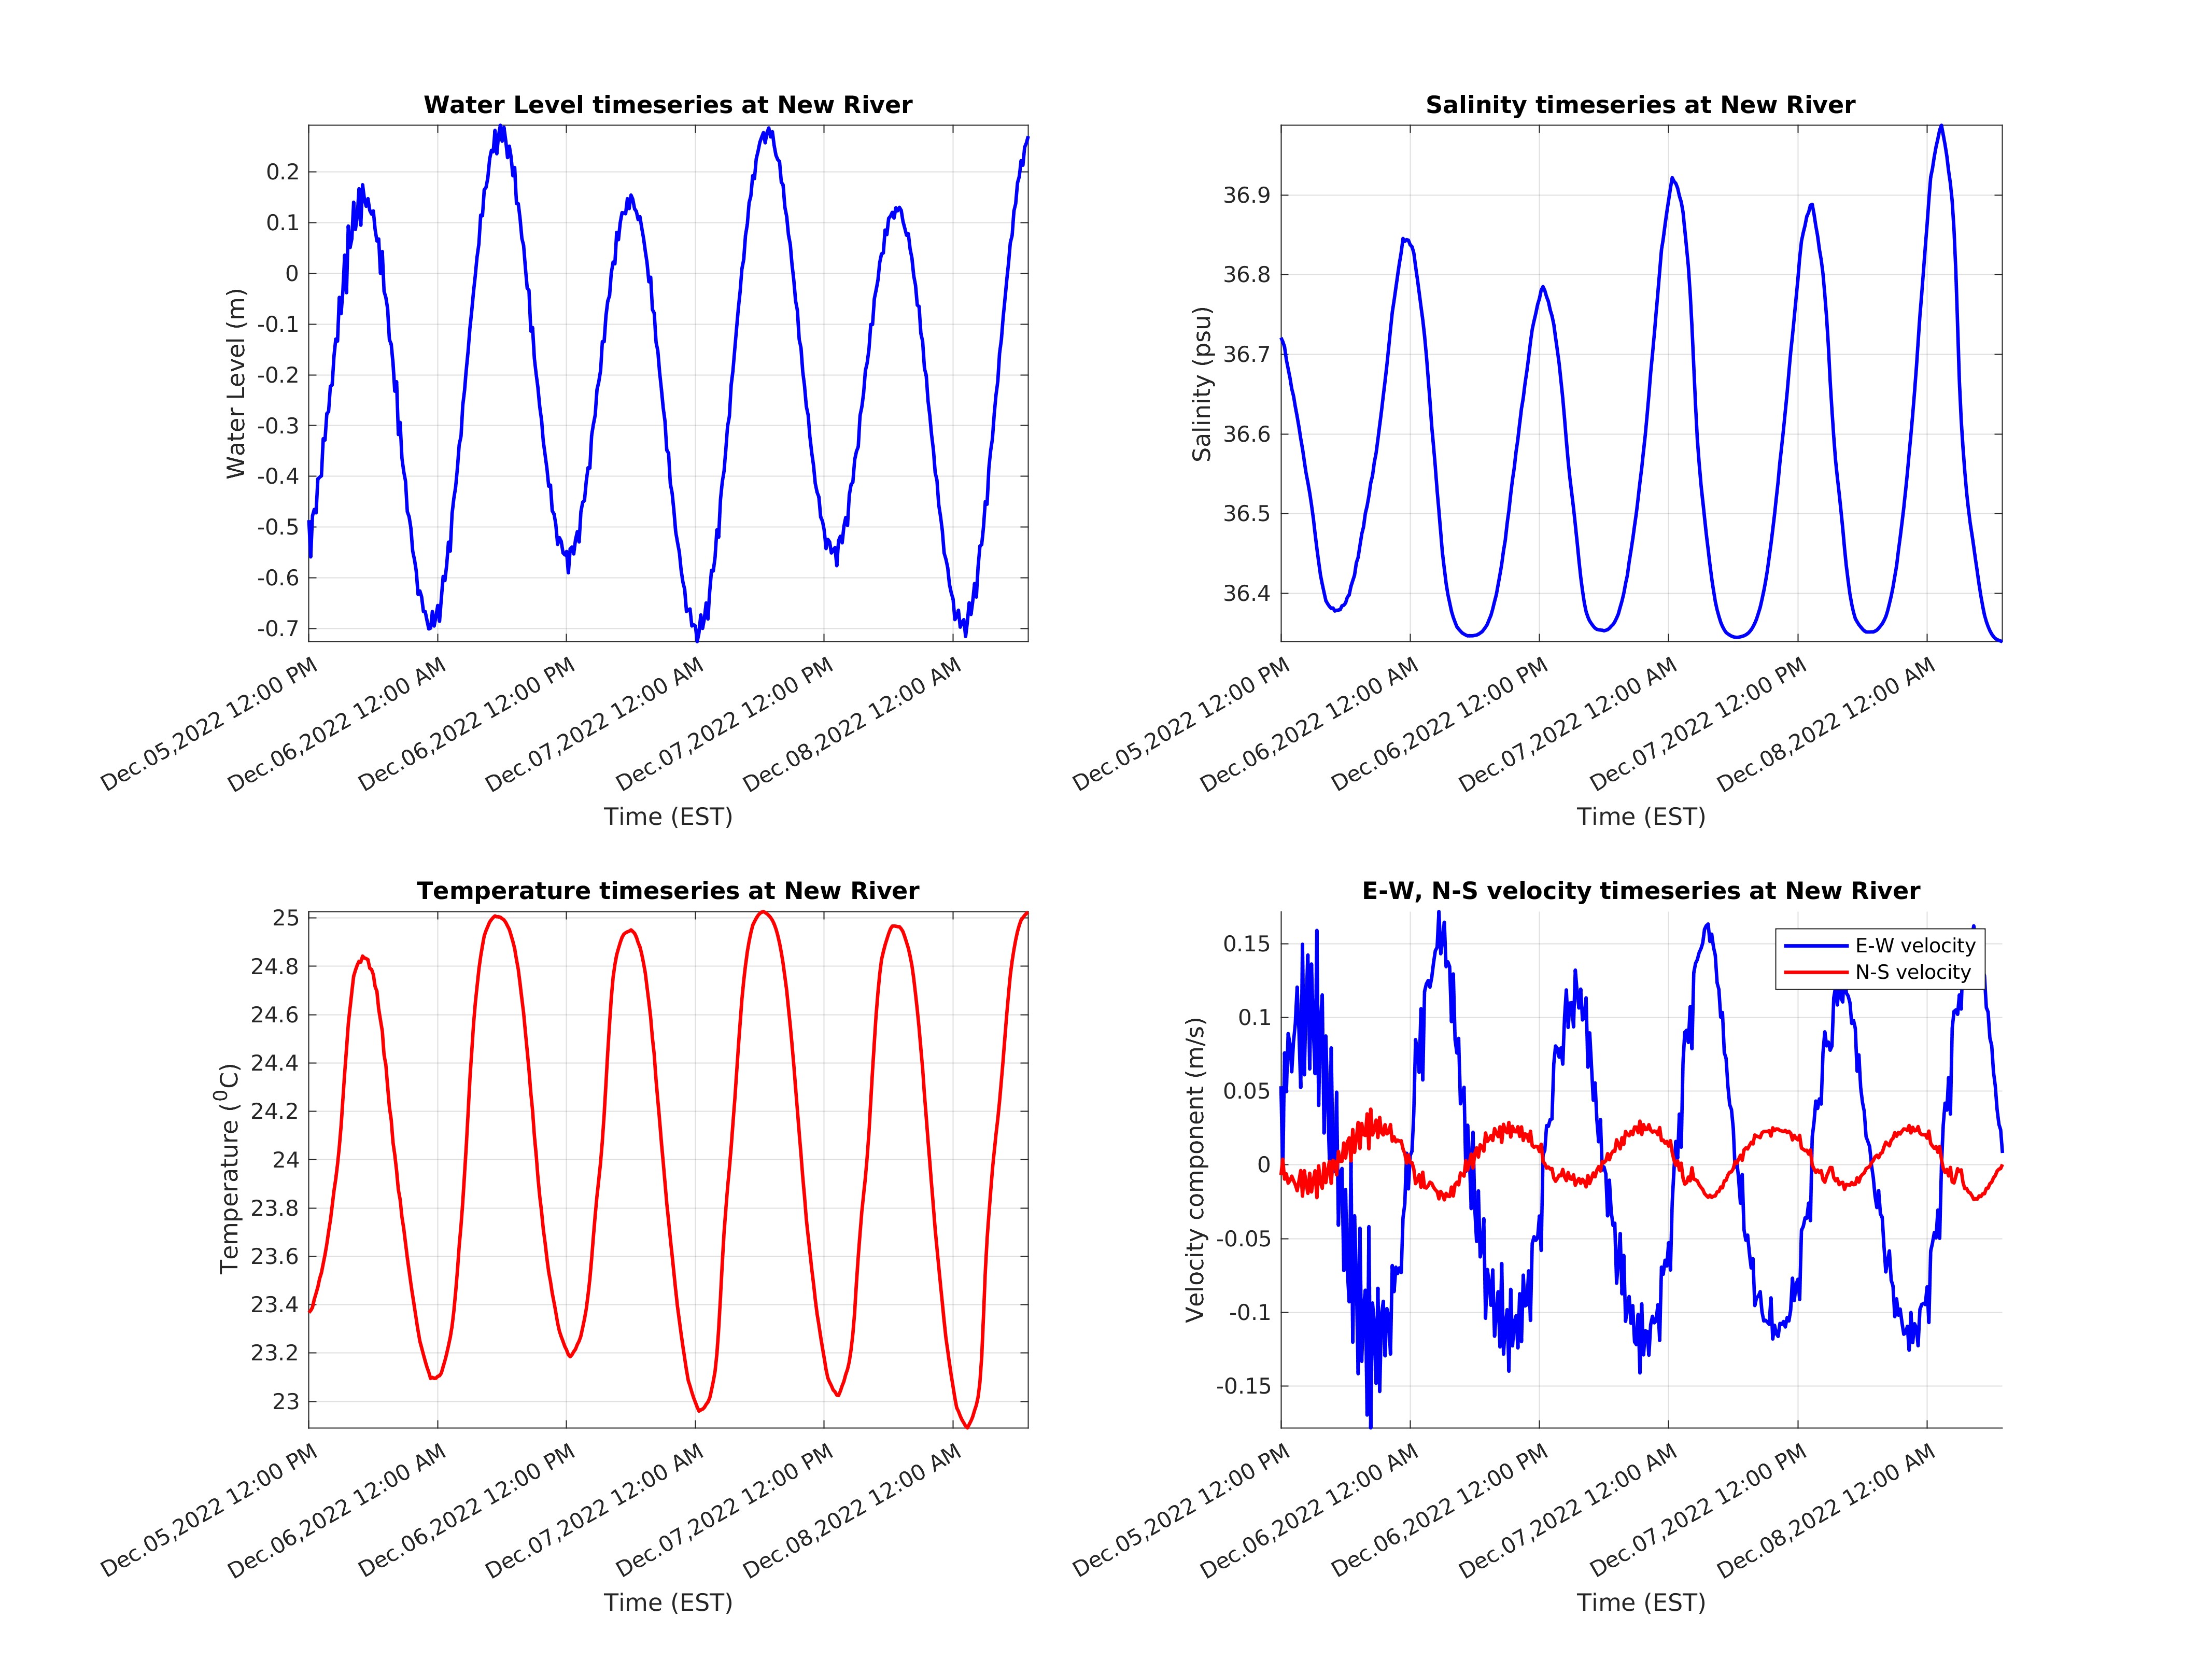 Water Level timeseries at New River
Water Level (m)
0.2
0.1
0
-0.1
-0.2
-0.3
-0.4
-0.5
-0.6
-0.7
Dec.05,2022 12:00 PM
Dec.06,2022 12:00 AM
Dec.06,2022 12:00 PM
Dec.07,2022 12:00 AM
Dec.07,2022 12:00 PM
Dec.08,2022 12:00 AM
Time (EST)
Salinity timeseries at New River
Salinity (psu)
36.9
36.8
36.7
36.6
36.5
36.4
Dec.05,2022 12:00 PM
Dec.06,2022 12:00 AM
Dec.06,2022 12:00 PM
Dec.07,2022 12:00 AM
Dec.07,2022 12:00 PM
Dec.08,2022 12:00 AM
Time (EST)
Temperature timeseries at New River
Temperature (⁰C)
25
24.8
24.6
24.4
24.2
24
23.8
23.6
23.4
23.2
23
Dec.05,2022 12:00 PM
Dec.06,2022 12:00 AM
Dec.06,2022 12:00 PM
Dec.07,2022 12:00 AM
Dec.07,2022 12:00 PM
Dec.08,2022 12:00 AM
Time (EST)
E-W, N-S velocity timeseries at New River
E-W velocity
N-S velocity
Velocity component (m/s)
0.15
0.1
0.05
0
-0.05
-0.1
-0.15
Dec.05,2022 12:00 PM
Dec.06,2022 12:00 AM
Dec.06,2022 12:00 PM
Dec.07,2022 12:00 AM
Dec.07,2022 12:00 PM
Dec.08,2022 12:00 AM
Time (EST)